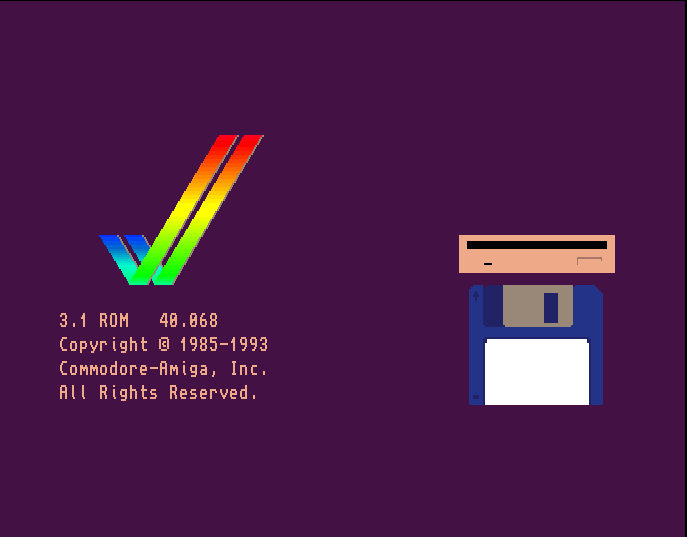 3.1 ROM   40.068
Copyright © 1985-1993
Commodore-Amiga, Inc.
All Rights Reserved.